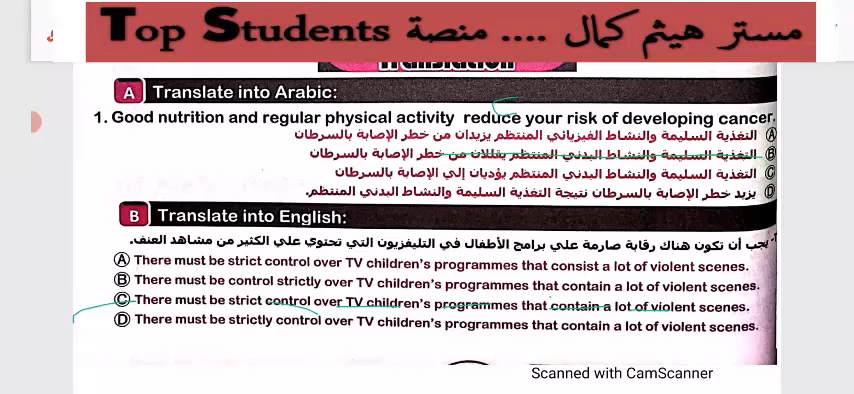 Top Students مستر هيثم كمال .... منصة
Translation
A Translate into Arabic:
1. Good nutrition and regular physical activity reduce your risk of developing cancer.
Ⓐ التغذية السليمة والنشاط الفيزيائي المنتظم يزيدان من خطر الإصابة بالسرطان
Ⓑ التغذية السليمة والنشاط البدني المنتظم يقللان من خطر الإصابة بالسرطان
Ⓒ التغذية السليمة والنشاط البدني المنتظم يؤديان إلي الإصابة بالسرطان
Ⓓ يزيد خطر الإصابة بالسرطان نتيجة التغذية السليمة والنشاط البدني المنتظم.
B Translate into English:
يجب أن تكون هناك رقابة صارمة علي برامج الأطفال في التليفزيون التي تحتوي علي الكثير من مشاهد العنف.
Ⓐ There must be strict control over TV children's programmes that consist a lot of violent scenes.
Ⓑ There must be control strictly over TV children's programmes that contain a lot of violent scenes.
Ⓒ There must be strict control over TV children's programmes that contain a lot of violent scenes.
Ⓓ There must be strictly control over TV children's programmes that contain a lot of violent scenes.
Scanned with CamScanner